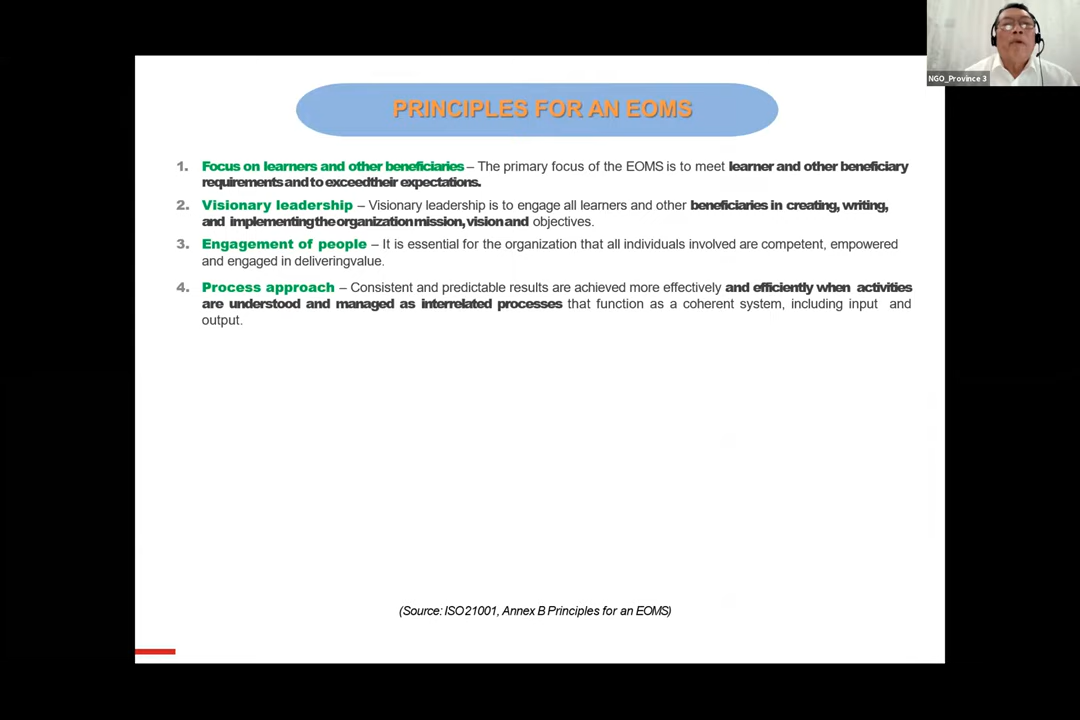 NGO_Province 3
PRINCIPLES FOR AN EOMS
1. Focus on learners and other beneficiaries – The primary focus of the EOMS is to meet learner and other beneficiary
requirements and to exceed their expectations.
2. Visionary leadership – Visionary leadership is to engage all learners and other beneficiaries in creating, writing,
and implementing the organization mission, vision and objectives.
3. Engagement of people – It is essential for the organization that all individuals involved are competent, empowered
and engaged in deliveringvalue.
4. Process approach – Consistent and predictable results are achieved more effectively and efficiently when activities
are understood and managed as interrelated processes that function as a coherent system, including input and
output.
(Source: ISO 21001, Annex B Principles for an EOMS)